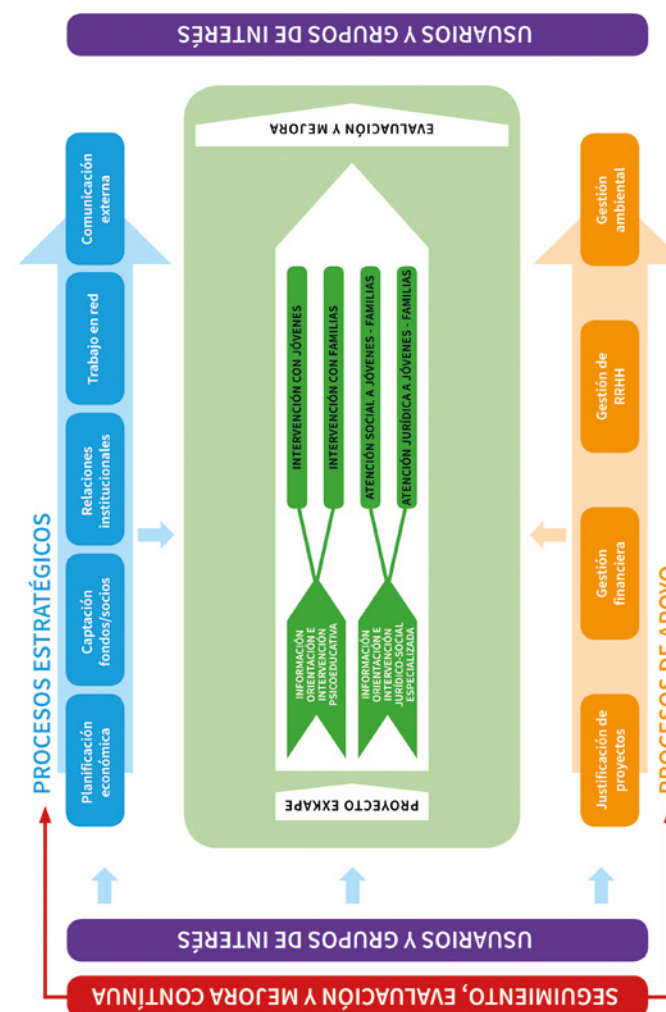 USUARIOS Y GRUPOS DE INTERÉS
PROCESOS ESTRATÉGICOS
Planificación
económica
Captación
fondos/socios
Relaciones
institucionales
Trabajo en red
Comunicación
externa
EVALUACIÓN Y MEJORA
INTERVENCIÓN CON JÓVENES
INTERVENCIÓN CON FAMILIAS
ATENCIÓN SOCIAL A JÓVENES - FAMILIAS
ATENCIÓN JURÍDICA A JÓVENES - FAMILIAS
INFORMACIÓN
ORIENTACIÓN E
INTERVENCIÓN
PSICOEDUCATIVA
INFORMACIÓN
ORIENTACIÓN E
INTERVENCIÓN
JURÍDICO-SOCIAL
ESPECIALIZADA
PROYECTO EXKAPE
Justificación de
proyectos
Gestión
financiera
Gestión de
RRHH
Gestión
ambiental
PROCESOS DE APOYO
USUARIOS Y GRUPOS DE INTERÉS
SEGUIMIENTO, EVALUACIÓN Y MEJORA CONTÍNUA